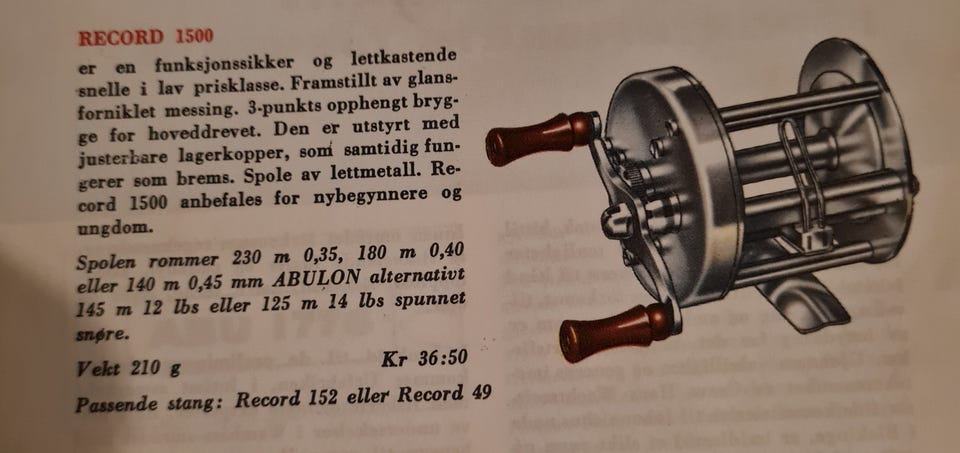 RECORD 1500
er en funksjonssikker og lettkastende
snelle i lav prisklasse. Framstillt av glans-
forniklet messing. 3-punkts opphengt bryg-
ge for hoveddrevet. Den er utstyrt med
justerbare lagerkopper, som samtidig fun-
gerer som brems. Spole av lettmetall. Re-
cord 1500 anbefales for nybegynnere og
ungdom.
Spolen rommer 230 m 0,35, 180 m 0,40
eller 140 m 0,45 mm ABULON alternativt
145 m 12 lbs eller 125 m 14 lbs spunnet
snøre.
Vekt 210 g Kr 36:50
Passende stang: Record 152 eller Record 49